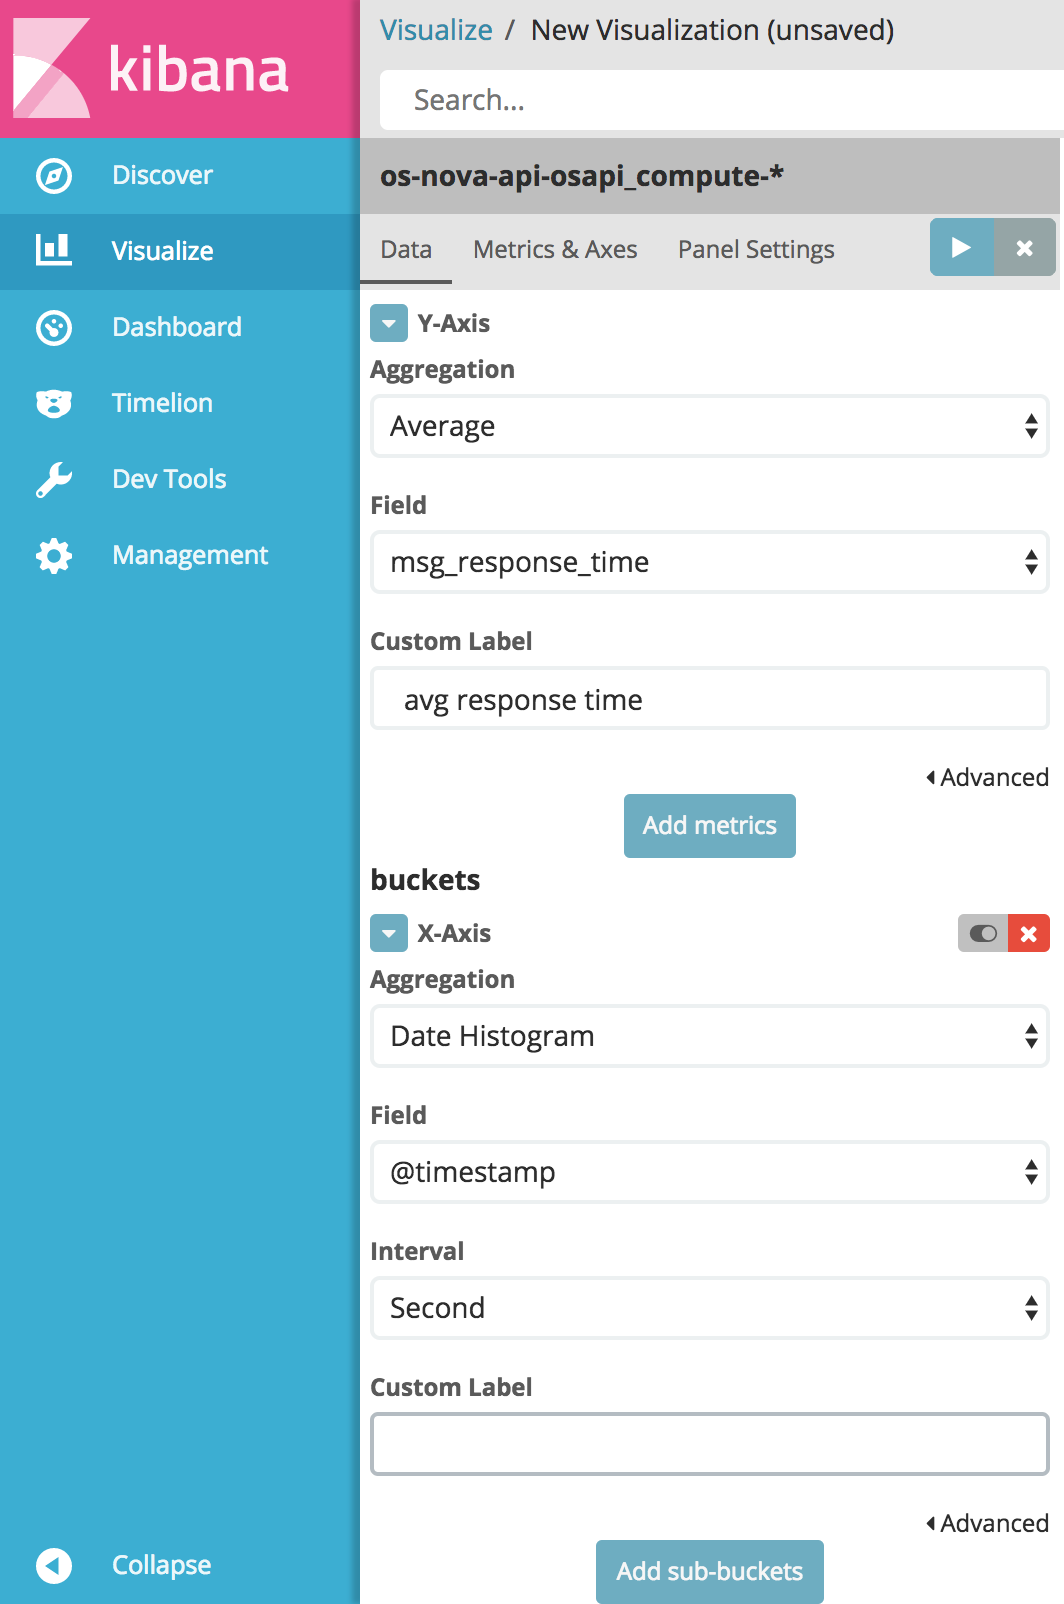 kibana
Discover
Visualize
Dashboard
Timelion
Dev Tools
Management
Collapse
Visualize / New Visualization (unsaved)
Search...
os-nova-api-osapi_compute-*
Data Metrics & Axes Panel Settings
Y-Axis
Aggregation
Average
Field
msg_response_time
Custom Label
avg response time
Advanced
Add metrics
buckets
X-Axis
Aggregation
Date Histogram
Field
@timestamp
Interval
Second
Custom Label
Advanced
Add sub-buckets